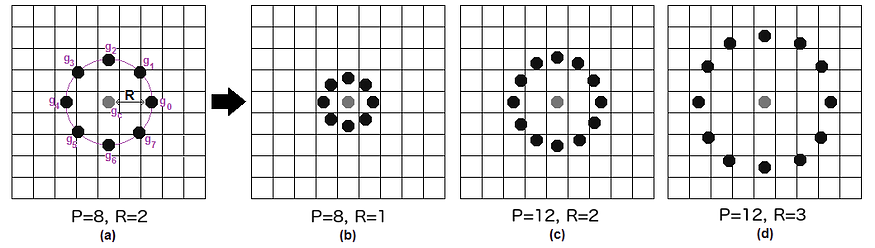 g2
g3
g1
R
g4
gc
g0
g5
g7
g6
P=8, R=2
P=8, R=1
P=12, R=2
P=12, R=3
(a)
(b)
(c)
(d)